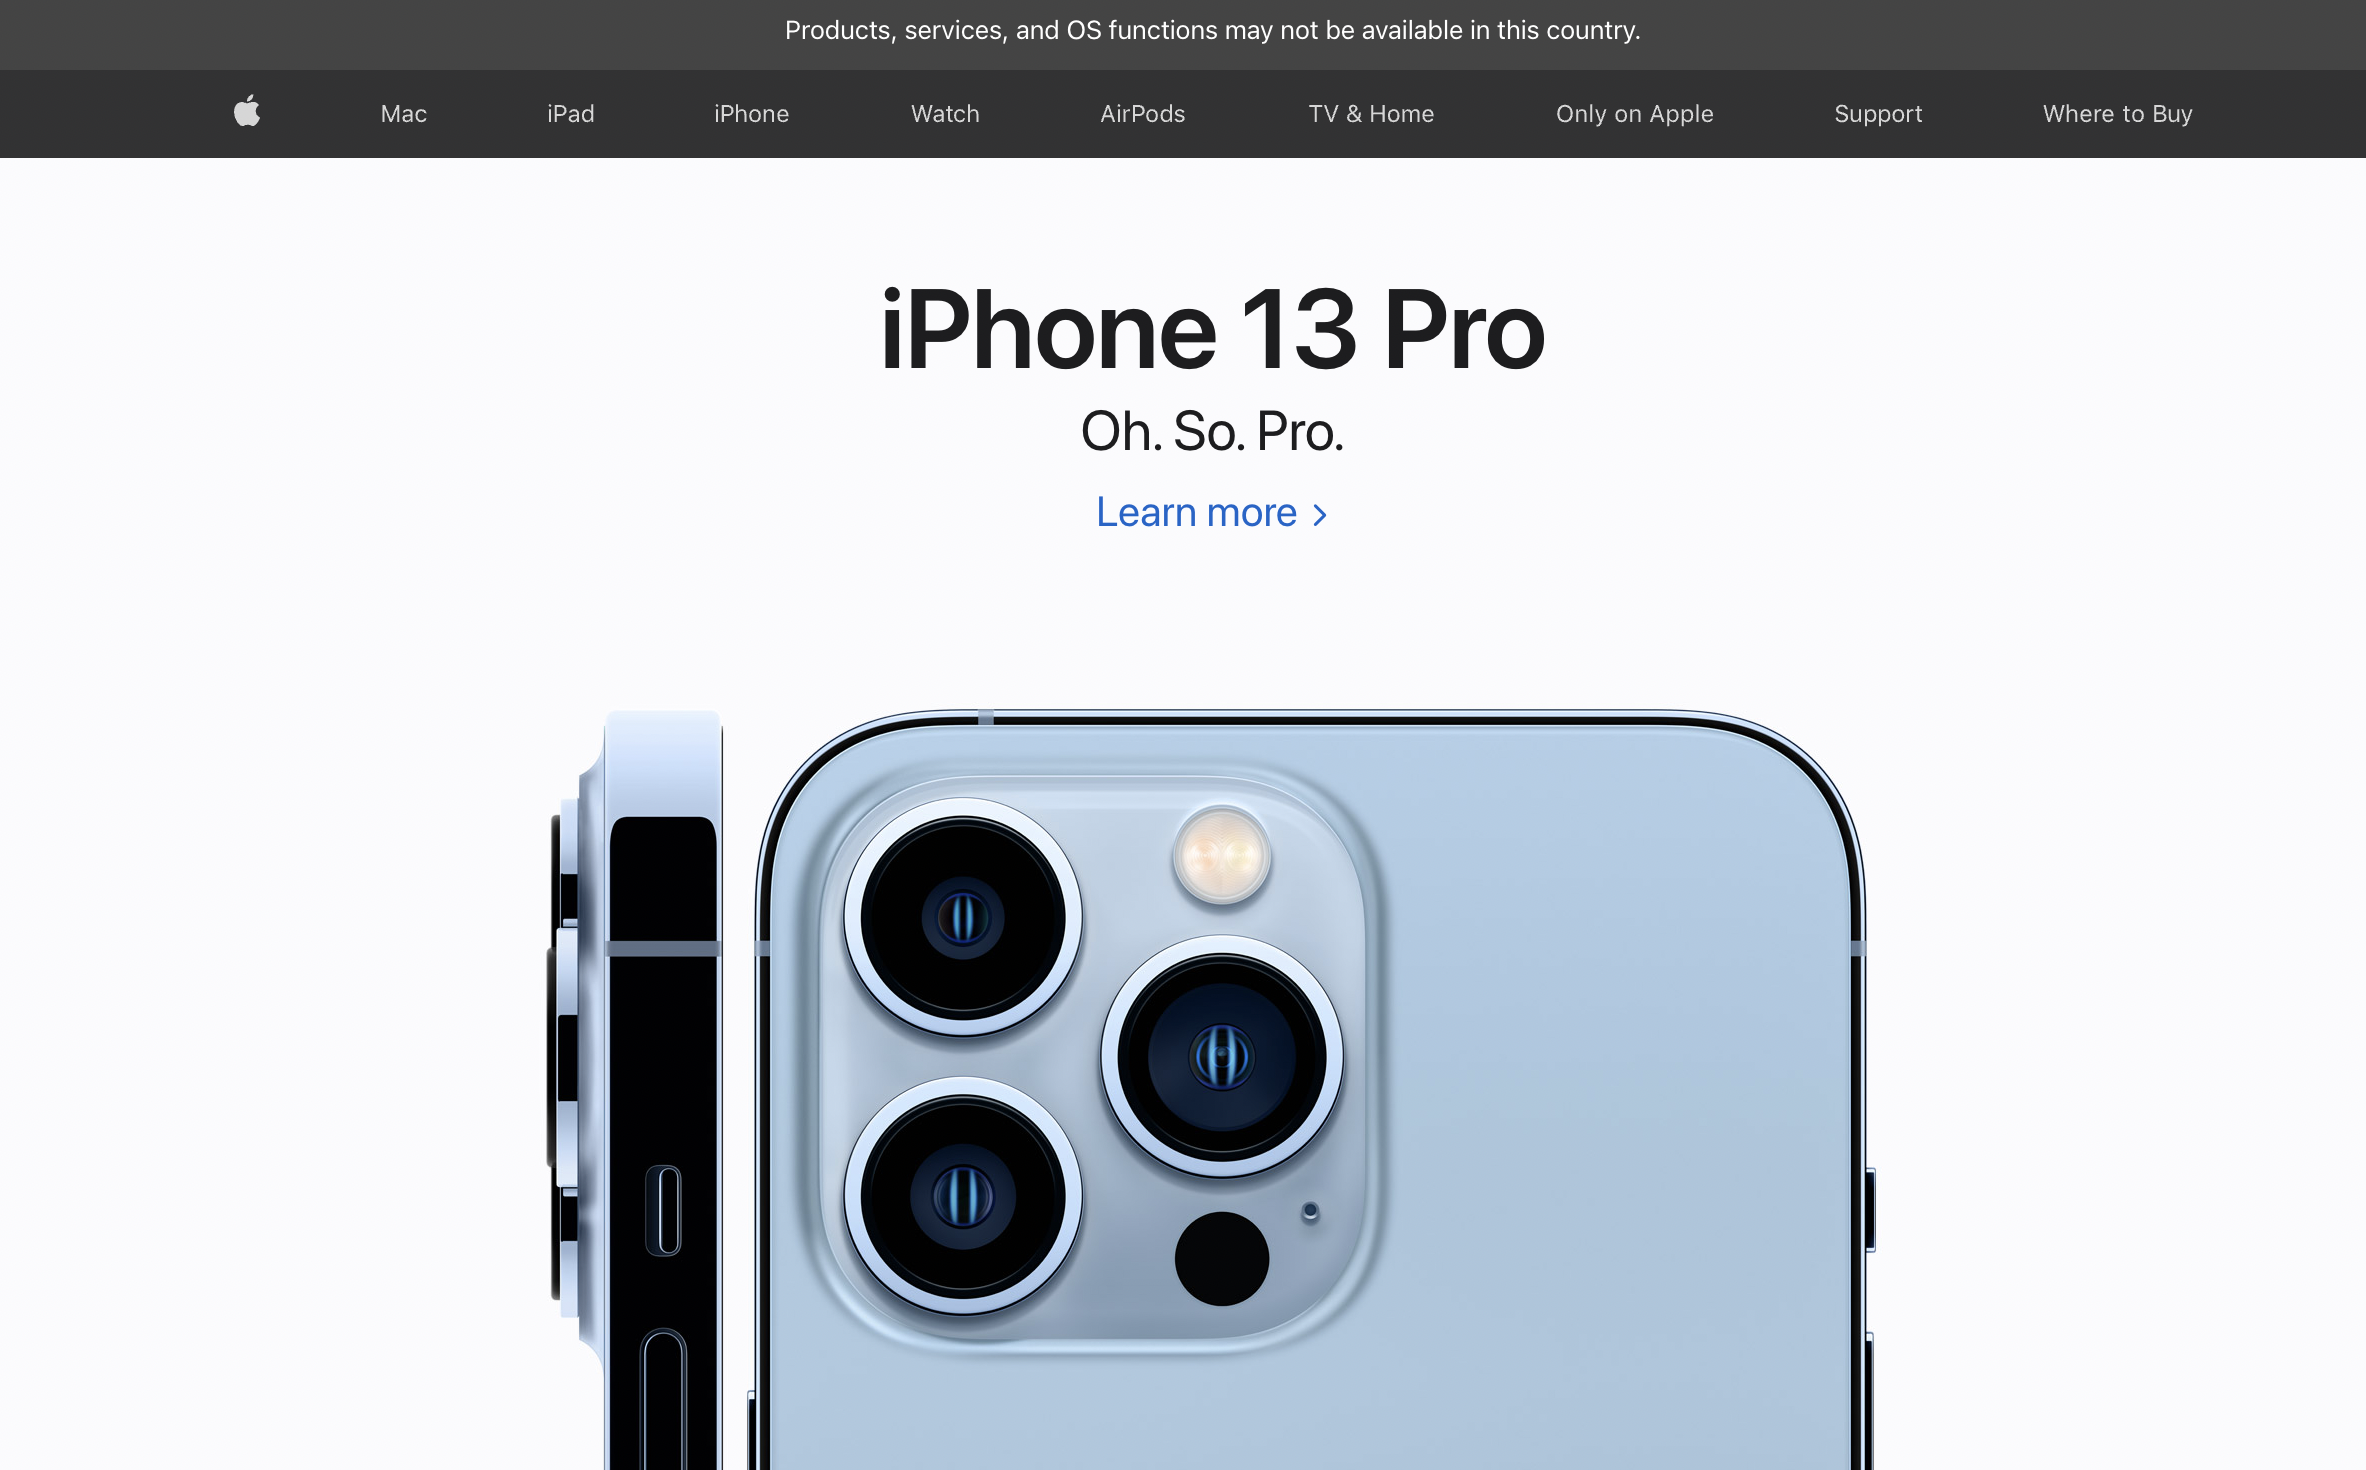 Products, services, and OS functions may not be available in this country.
Mac iPad iPhone Watch AirPods TV & Home Only on Apple Support Where to Buy
iPhone 13 Pro
Oh. So. Pro.
Learn more >